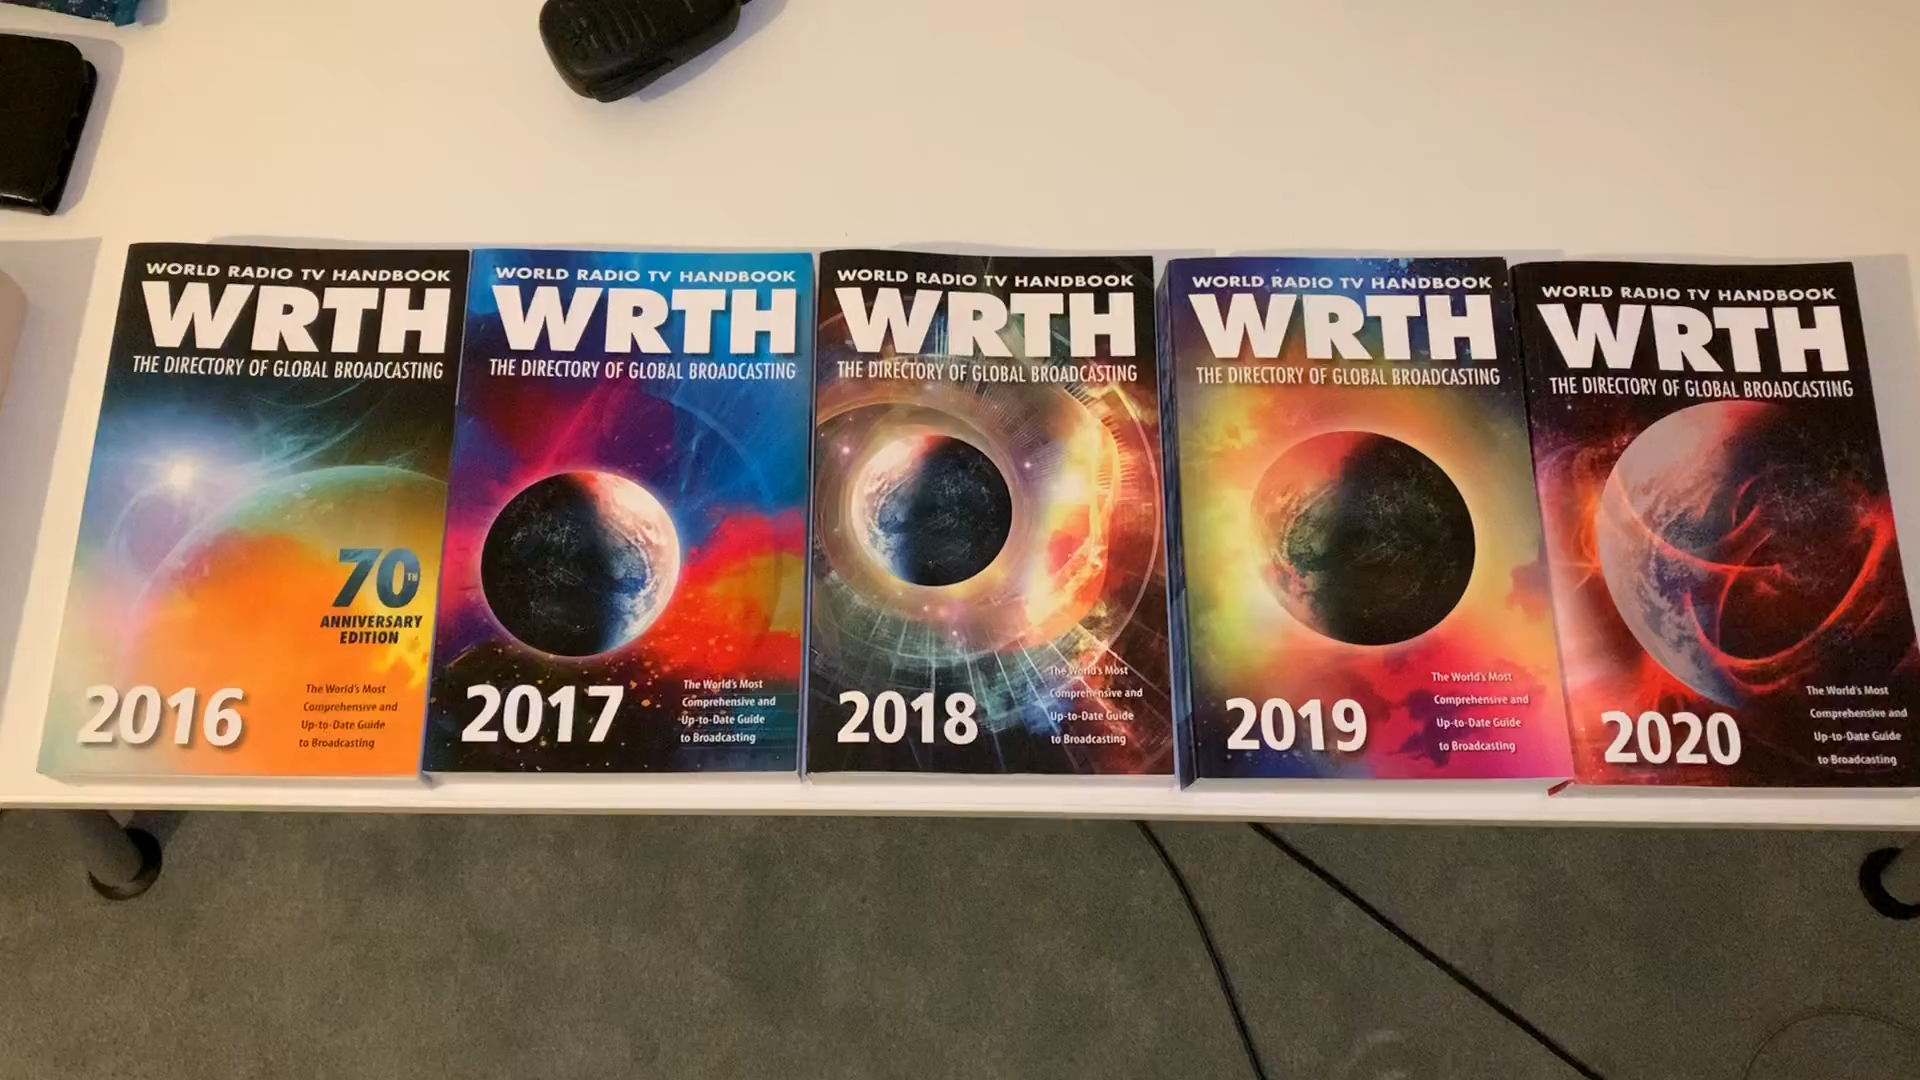 WORLD RADIO TV HANDBOOK
WRTH
THE DIRECTORY OF GLOBAL BROADCASTING
70TH
ANNIVERSARY
EDITION
2016
The World's Most
Comprehensive and
Up-to-Date Guide
to Broadcasting
WORLD RADIO TV HANDBOOK
WRTH
THE DIRECTORY OF GLOBAL BROADCASTING
2017
The World's Most
Comprehensive and
Up-to-Date Guide
to Broadcasting
WORLD RADIO TV HANDBOOK
WRTH
THE DIRECTORY OF GLOBAL BROADCASTING
2018
The World's Most
Comprehensive and
Up-to-Date Guide
to Broadcasting
WORLD RADIO TV HANDBOOK
WRTH
THE DIRECTORY OF GLOBAL BROADCASTING
2019
The World's Most
Comprehensive and
Up-to-Date Guide
to Broadcasting
WORLD RADIO TV HANDBOOK
WRTH
THE DIRECTORY OF GLOBAL BROADCASTING
2020
The World's Most
Comprehensive and
Up-to-Date Guide
to Broadcasting